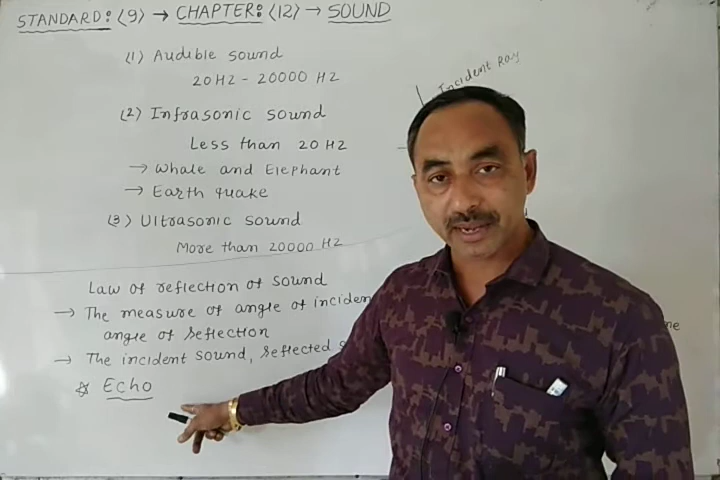 STANDARD: <9> → CHAPTER: <12> → SOUND
(1) Audible sound
20HZ - 20000 HZ
Incident Ray
(2) Infrasonic sound
Less than 20 HZ
→ Whale and Elephant
→ Earth quake
(3) Ultrasonic sound
More than 20000 HZ
Law of reflection of sound
→ The measure of angle of inciden
angle of reflection
→ The incident sound, reflected
☆ Echo